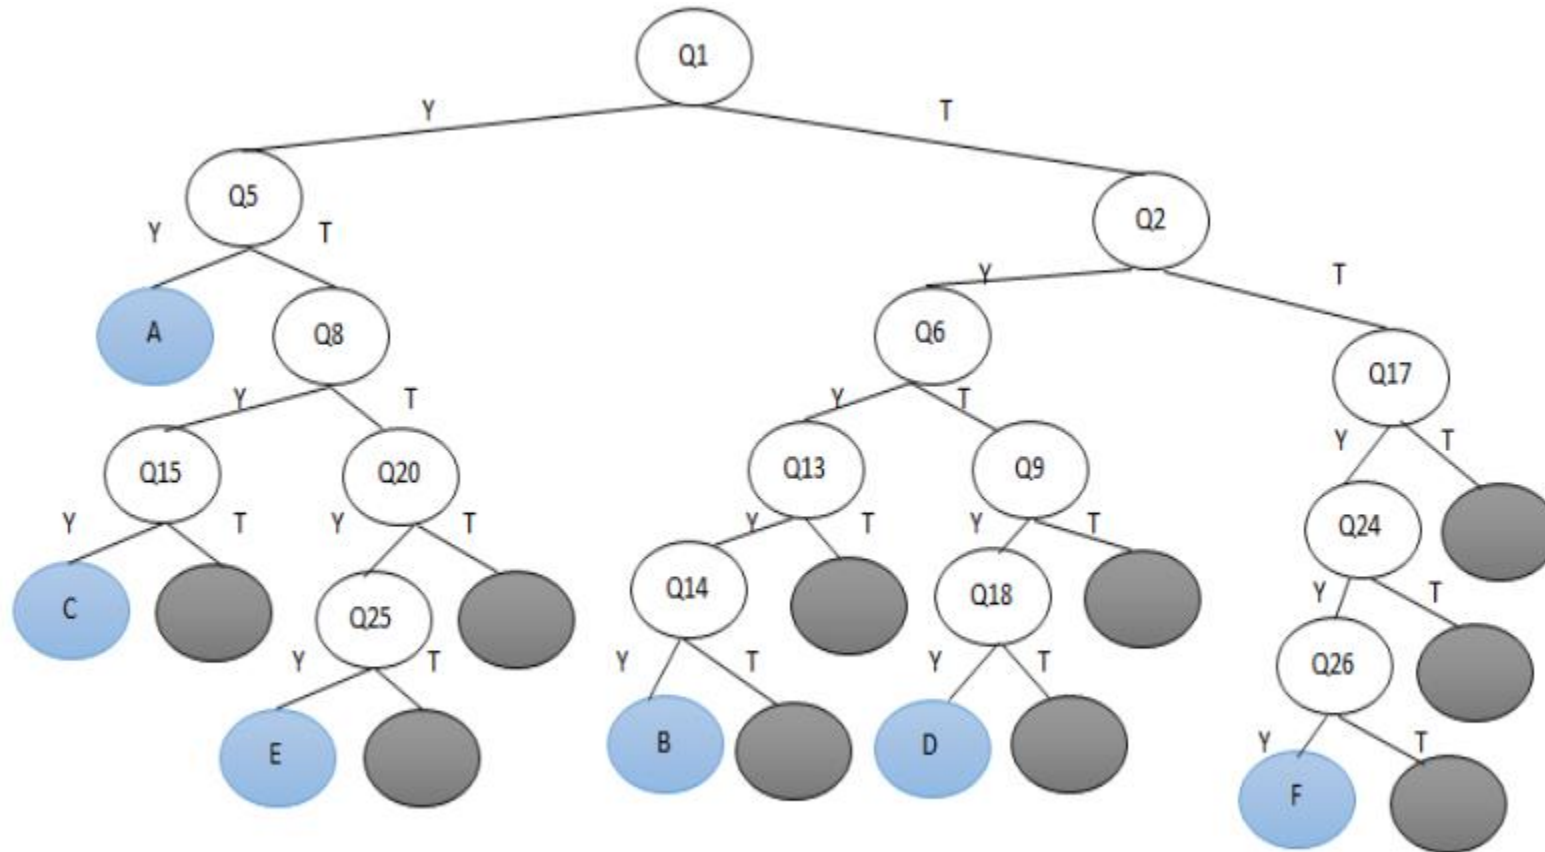 Q1
Y T
Q5
Q2
Y T
Y T
A Q8
Q6
Q17
Y T
Y T
Y T
Q15 Q20
Q13 Q9
Q24
Y T Y T
Y T Y T
Y T
C Q25
Q14 Q18
Q26
Y T
Y T Y T
Y T
E
B D
F